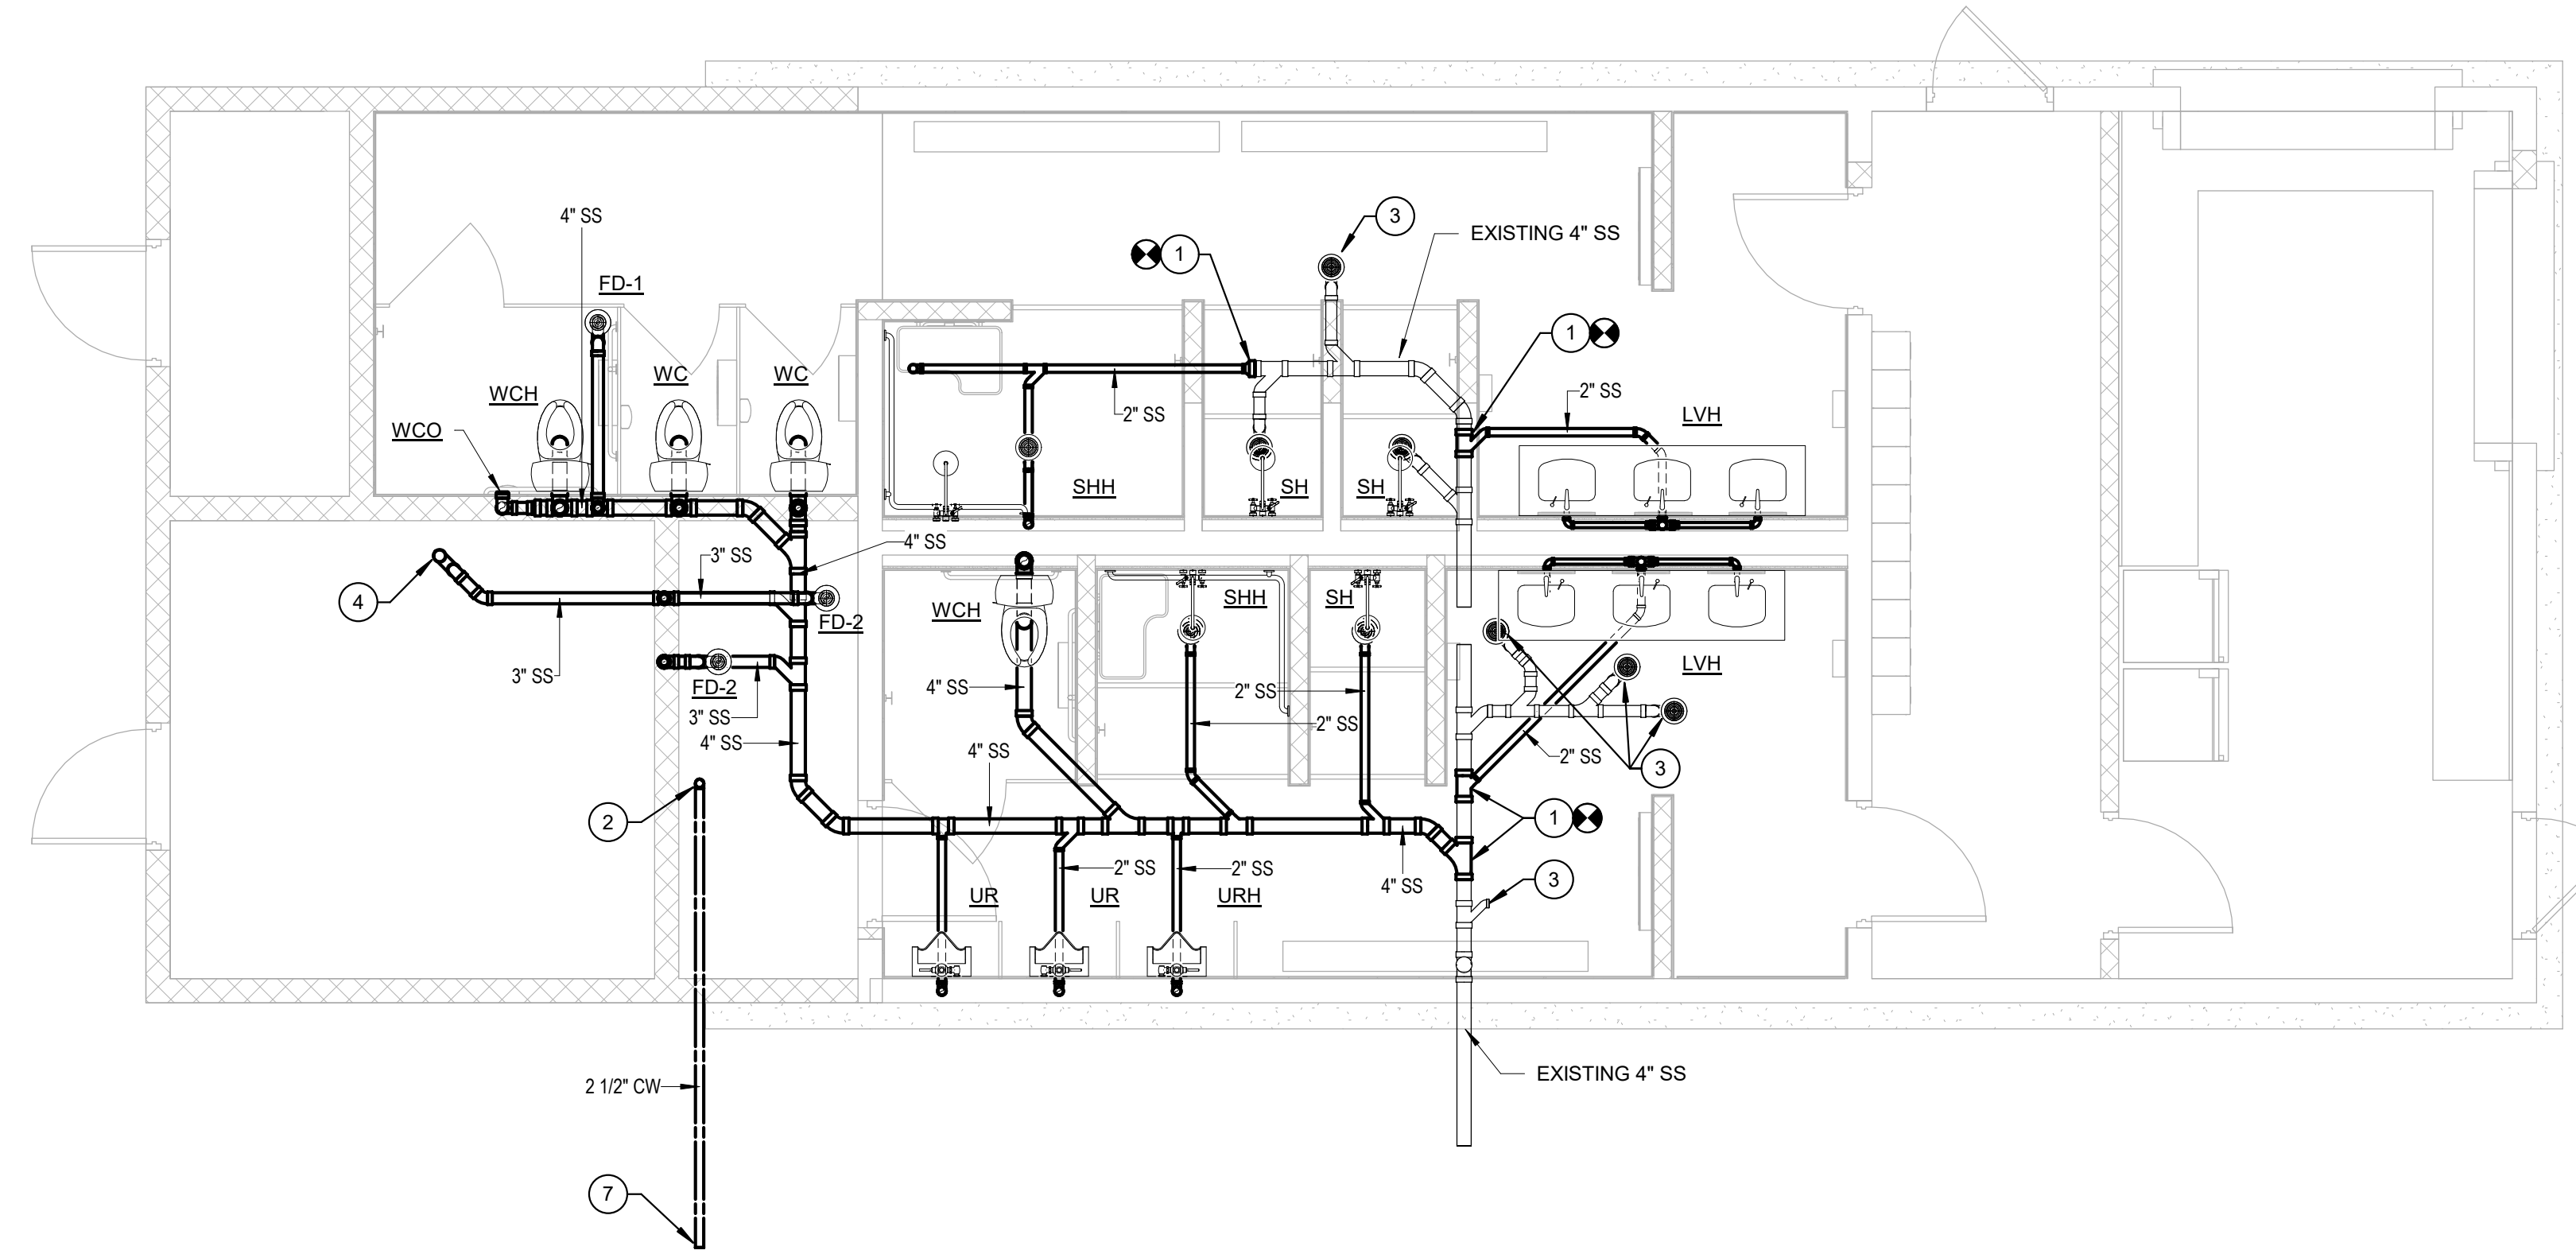 4" SS
3
EXISTING 4" SS
1
FD-1
1
WC
WC
WCH
2" SS
2" SS
LVH
WCO
SHH
SH
SH
4" SS
3" SS
4
WCH
SHH
SH
FD-2
LVH
3" SS
FD-2
4" SS
2" SS
3" SS
2" SS
4" SS
4" SS
2" SS
3
2
1
2" SS
2" SS
3
4" SS
UR
UR
URH
EXISTING 4" SS
2 1/2" CW
7